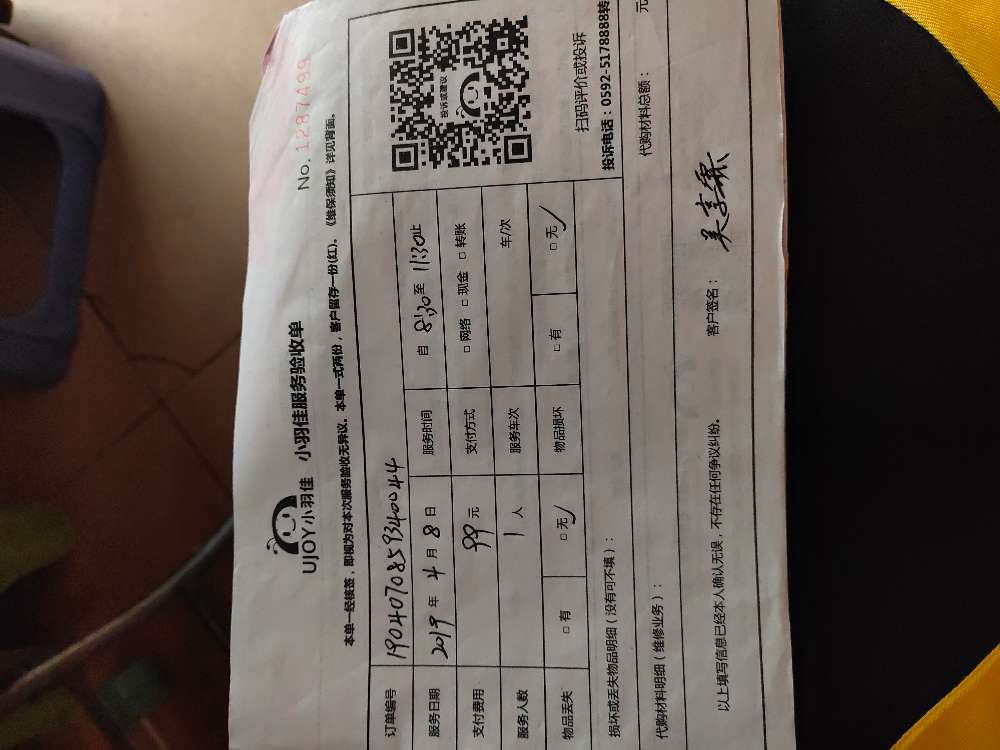 UJOY小羽佳 小羽佳服务验收单
No. 1287499
本单一经核签，即视为对本次服务验收无异议。本单一式两份，客户留存一份(红)。《维保须知》详见背面。
订单编号 1904070859340044
服务日期 2019 年 4 月 8 日 服务时间 自 8:30 至 11:30 止
支付费用 99 元 支付方式 □ 网络 □ 现金 □ 转账
服务人数 1 人 服务车次 车/次
物品丢失 □ 有 □ 无 √ 物品损坏 □ 有 □ 无 √
投诉或建议
扫码评价或投诉
投诉电话：0592-5178888转
损坏或丢失物品明细（没有可不填）：
代购材料明细（维修业务）： 代购材料总额： 元
以上填写信息已经本人确认无误，不存在任何争议纠纷。 客户签名：